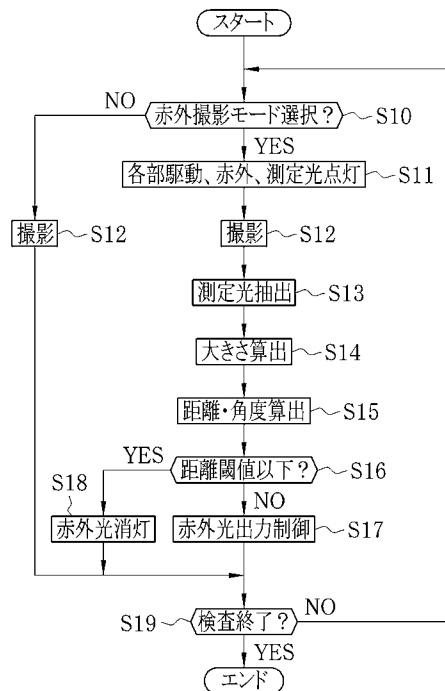 スタート
NO
赤外撮影モード選択?
S10
YES
各部駆動、赤外、測定光点灯
S11
撮影
S12
撮影
S12
測定光抽出
S13
大きさ算出
S14
距離・角度算出
S15
YES
距離閾値以下?
S16
S18
NO
赤外光消灯
赤外光出力制御
S17
S19
検査終了?
NO
YES
エンド